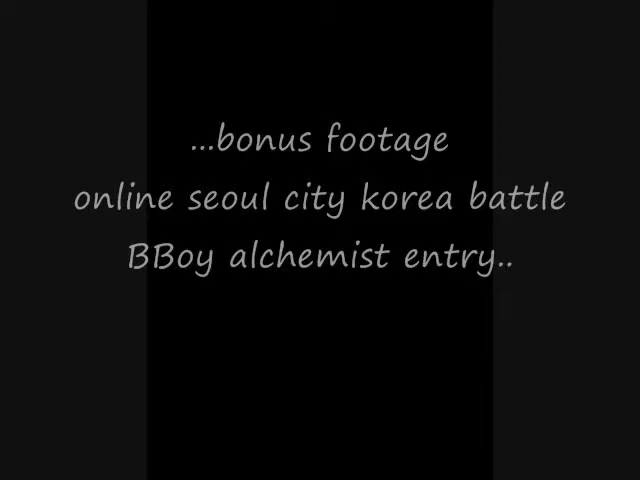 ...bonus footage
online seoul city korea battle
BBoy alchemist entry..